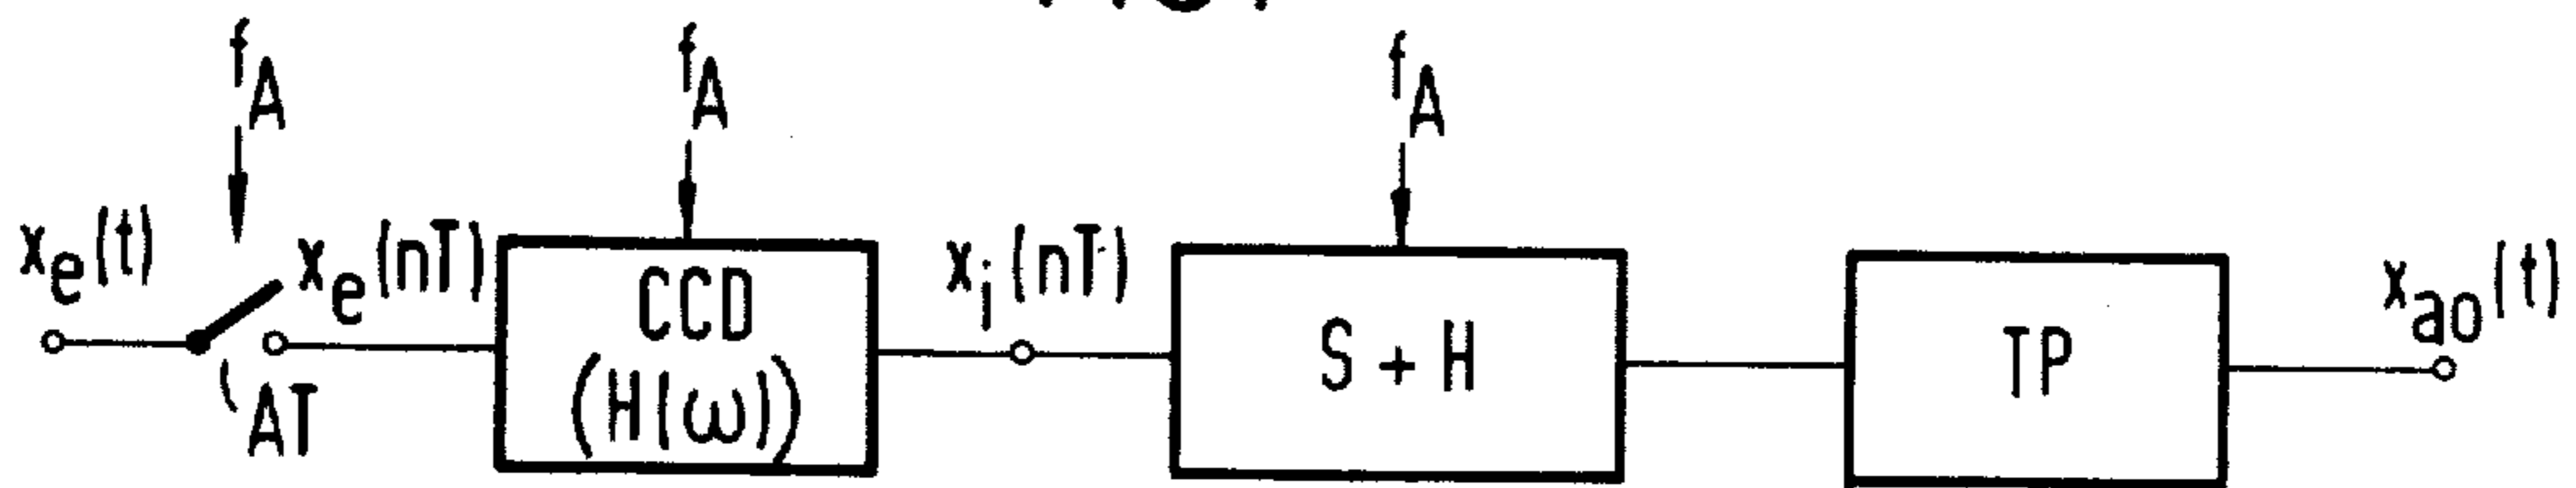 f_A f_A f_A
x_e(t) x_e(nT) CCD (H(ω)) x_i(nT) S + H TP x_ao(t)
AT